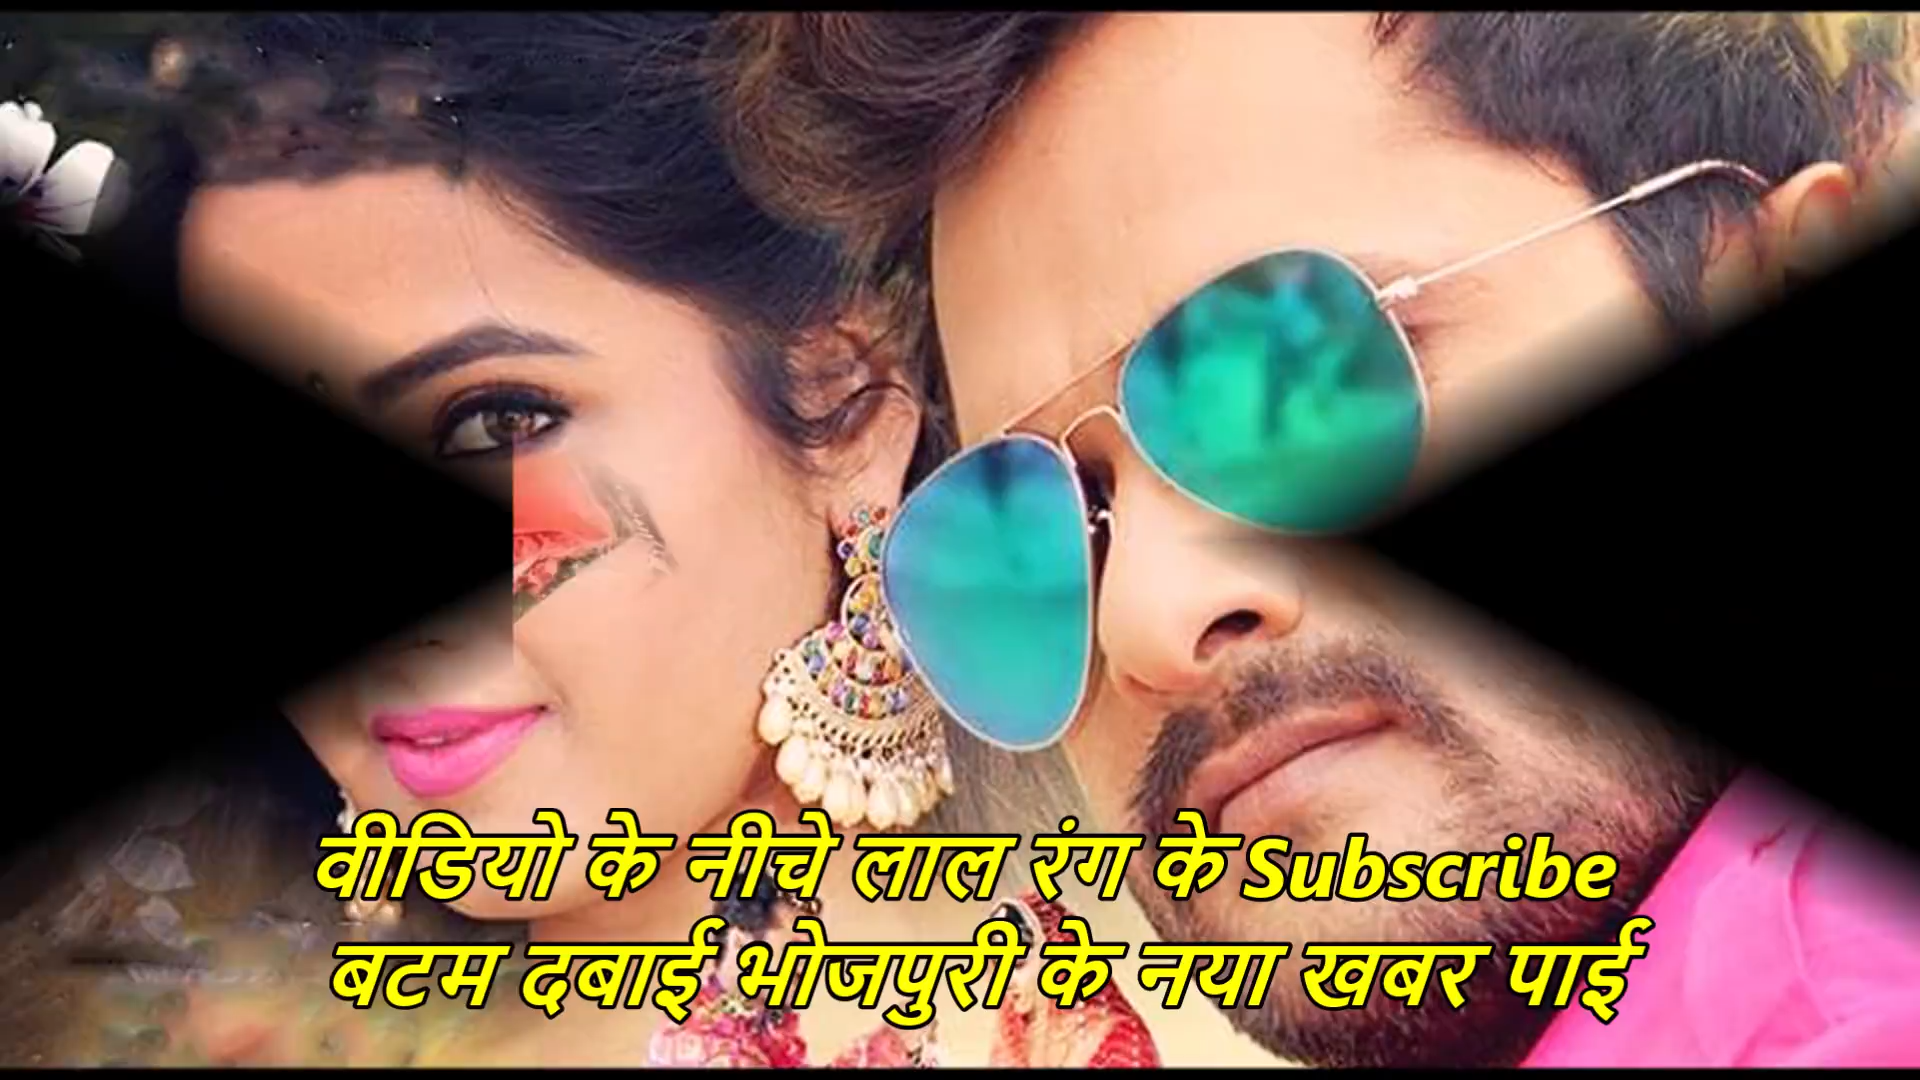 वीडियो के नीचे लाल रंग के Subscribe
बटम दबाई भोजपुरी के नया खबर पाई